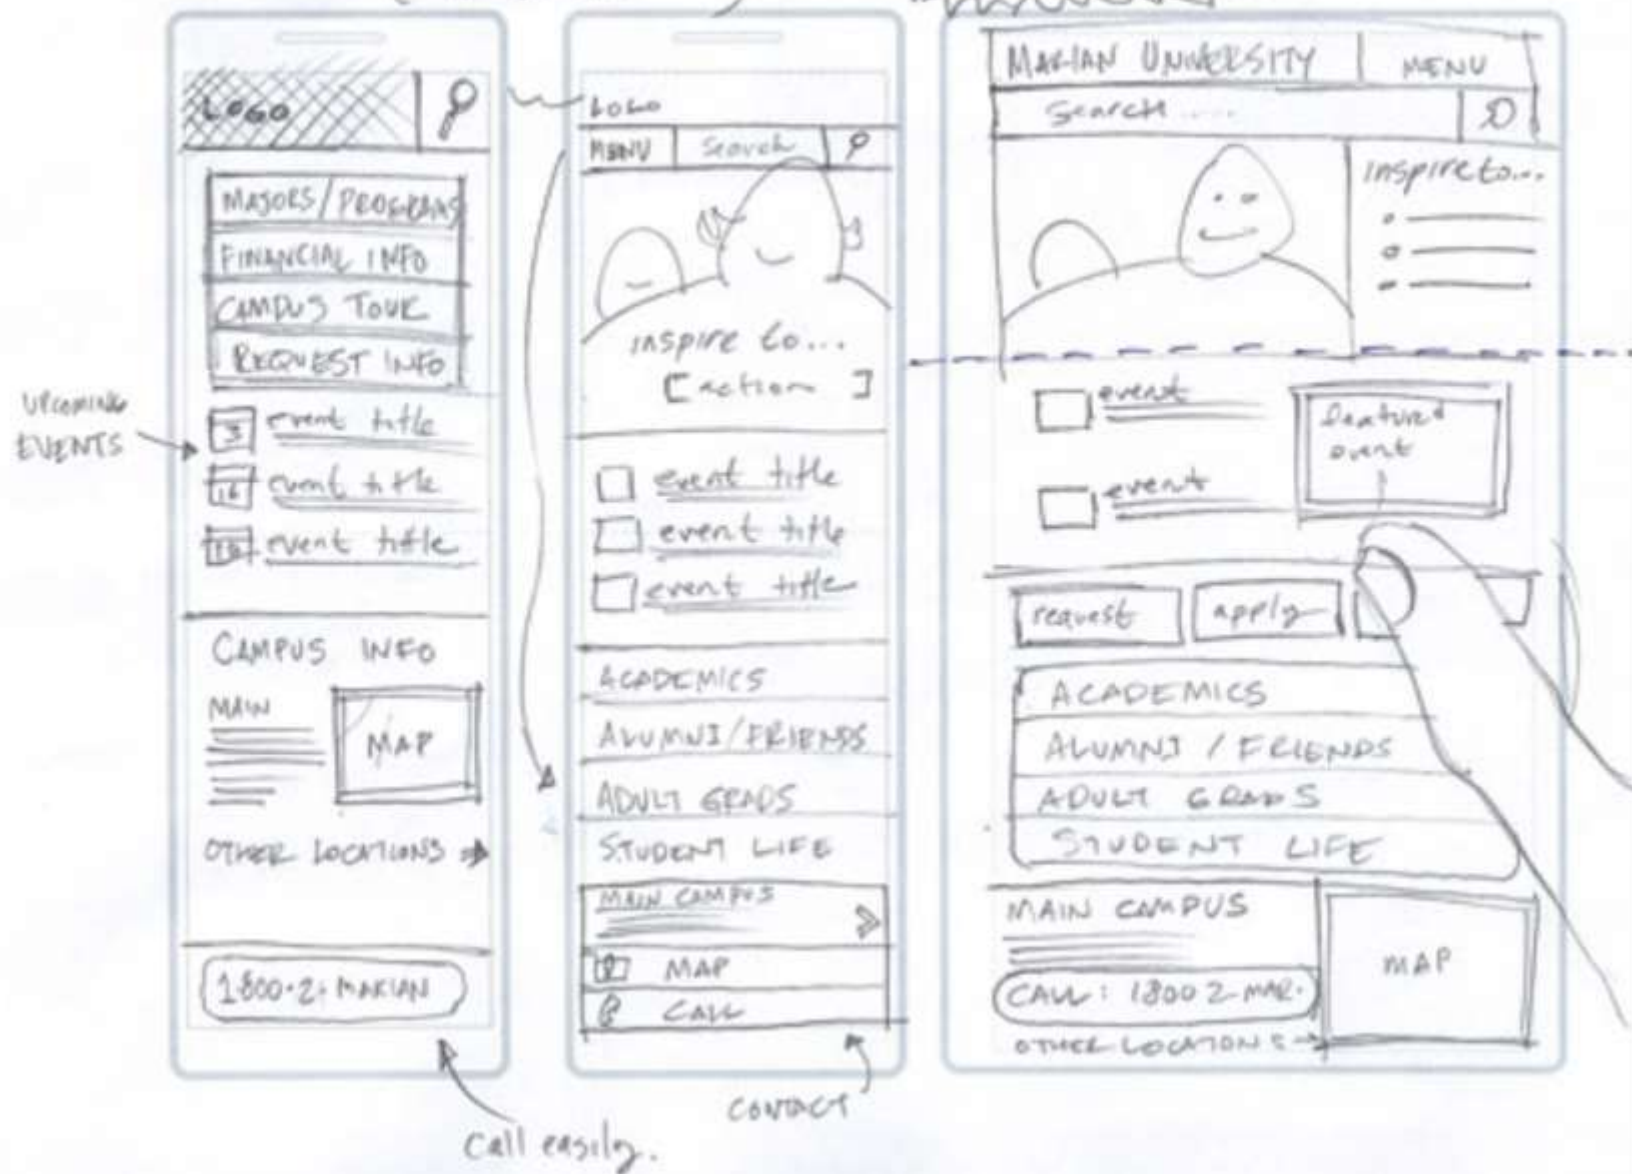 LOGO
MAJORS/PROGRAMS
FINANCIAL INFO
CAMPUS TOUR
REQUEST INFO
UPCOMING
EVENTS
3 event title
16 event title
event title
CAMPUS INFO
MAIN
MAP
OTHER LOCATIONS
1-800-2-MARIAN
Call easily.
LOGO
MENU Search
inspire to...
[action]
event title
event title
event title
ACADEMICS
ALUMNI/FRIENDS
ADULT GRADS
STUDENT LIFE
MAIN CAMPUS
MAP
CALL
CONTACT
MARIAN UNIVERSITY MENU
Search .....
inspire to...
event
event
featured
event
request apply
ACADEMICS
ALUMNI / FRIENDS
ADULT GRADS
STUDENT LIFE
MAIN CAMPUS
CALL: 1800 2-MAR.
OTHER LOCATIONS
MAP